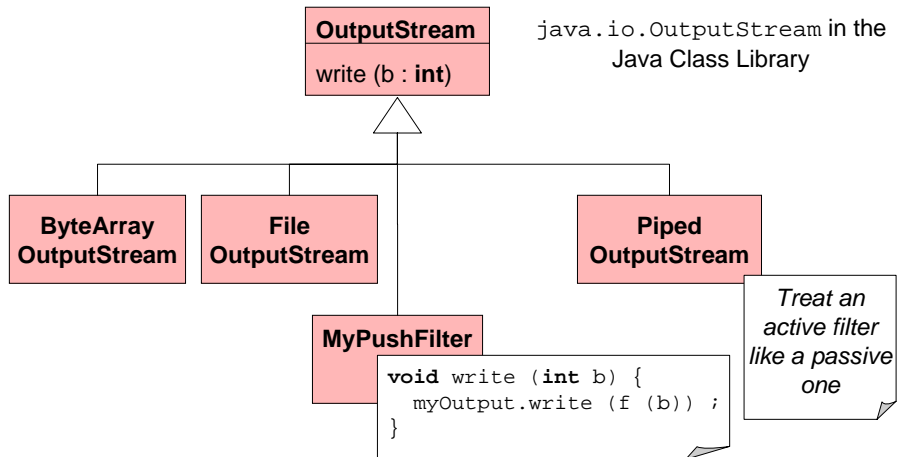 OutputStream
write (b : int)
java.io.OutputStream in the
Java Class Library
ByteArray
OutputStream
File
OutputStream
Piped
OutputStream
Treat an
active filter
like a passive
one
MyPushFilter
void write (int b) {
myOutput.write (f (b)) ;
}